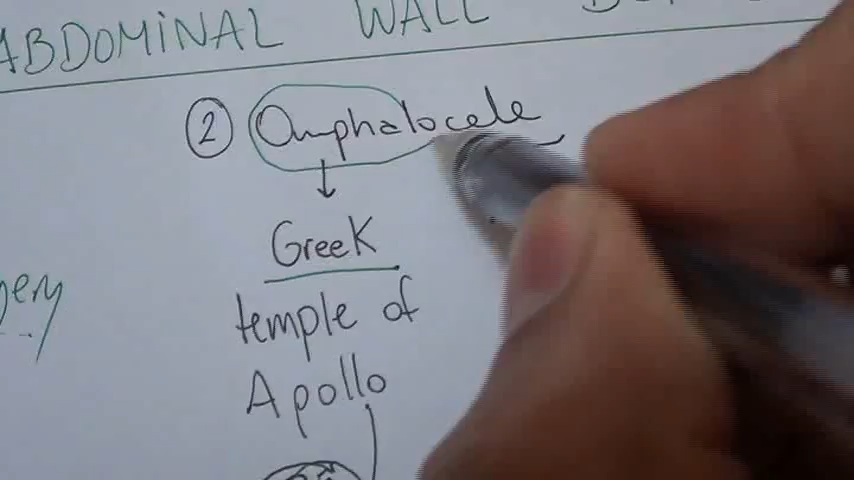 ABDOMINAL WALL
② Omphalocele
↓
Greek
temple of
Apollo